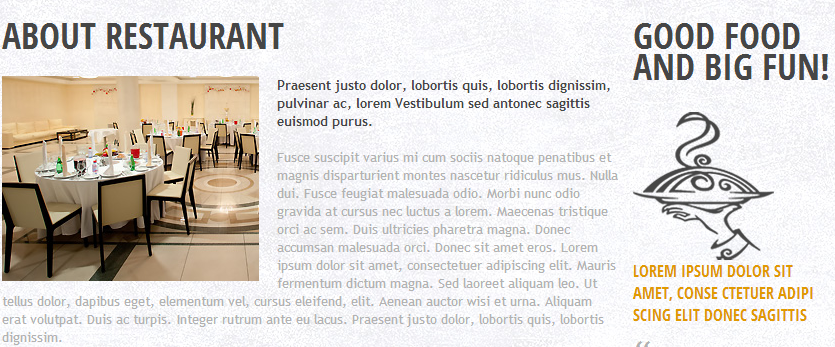 ABOUT RESTAURANT
Praesent justo dolor, lobortis quis, lobortis dignissim,
pulvinar ac, lorem Vestibulum sed antonec sagittis
euismod purus.
Fusce suscipit varius mi cum sociis natoque penatibus et
magnis disparturient montes nascetur ridiculus mus. Nulla
dui. Fusce feugiat malesuada odio. Morbi nunc odio
gravida at cursus nec luctus a lorem. Maecenas tristique
orci ac sem. Duis ultricies pharetra magna. Donec
accumsan malesuada orci. Donec sit amet eros. Lorem
ipsum dolor sit amet, consectetuer adipiscing elit. Mauris
fermentum dictum magna. Sed laoreet aliquam leo. Ut
tellus dolor, dapibus eget, elementum vel, cursus eleifend, elit. Aenean auctor wisi et urna. Aliquam
erat volutpat. Duis ac turpis. Integer rutrum ante eu lacus. Praesent justo dolor, lobortis quis, lobortis
dignissim.
GOOD FOOD
AND BIG FUN!
LOREM IPSUM DOLOR SIT
AMET, CONSE CTETUER ADIPI
SCING ELIT DONEC SAGITTIS
“